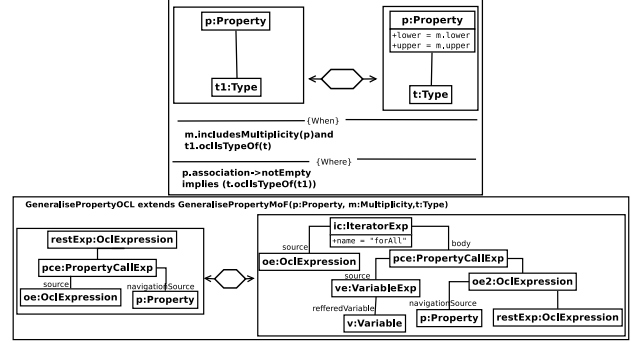 p:Property
t1:Type
p:Property
+lower = m.lower
+upper = m.upper
t:Type
{When}
m.includesMultiplicity(p)and
t1.oclIsTypeOf(t)
{Where}
p.association->notEmpty
implies (t.oclIsTypeOf(t1))
GeneralisePropertyOCL extends GeneralisePropertyMoF(p:Property, m:Multiplicity,t:Type)
restExp:OclExpression
pce:PropertyCallExp
source
navigationSource
oe:OclExpression
p:Property
ic:IteratorExp
+name = "forAll"
source
body
oe:OclExpression
pce:PropertyCallExp
source
ve:VariableExp
oe2:OclExpression
refferedVariable
navigationSource
v:Variable
p:Property
restExp:OclExpression